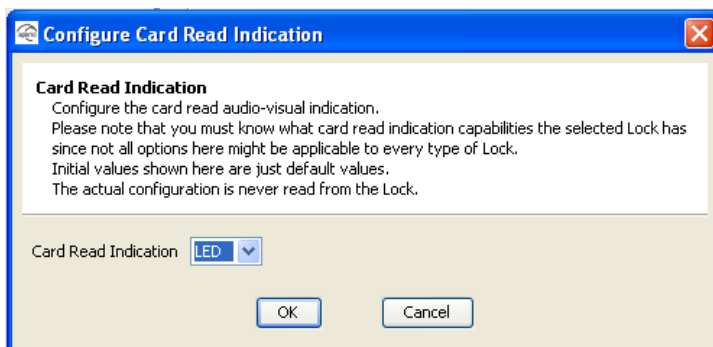 Configure Card Read Indication
Card Read Indication
Configure the card read audio-visual indication.
Please note that you must know what card read indication capabilities the selected Lock has
since not all options here might be applicable to every type of Lock.
Initial values shown here are just default values.
The actual configuration is never read from the Lock.
Card Read Indication LED
OK Cancel